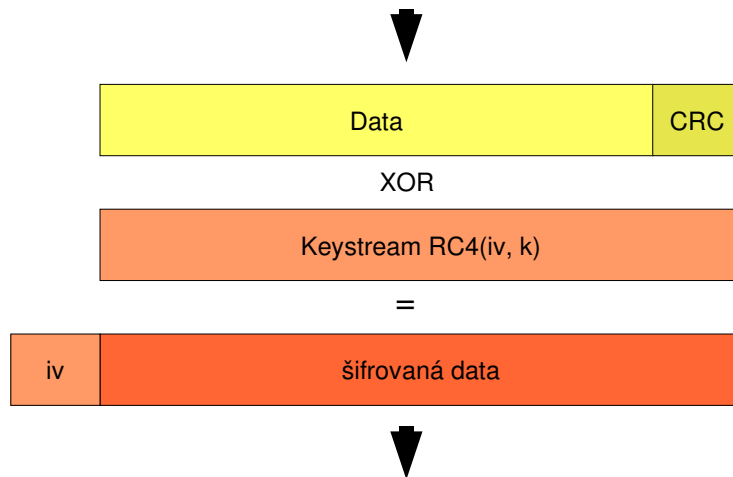 Data CRC
XOR
Keystream RC4(iv, k)
=
iv šifrovaná data